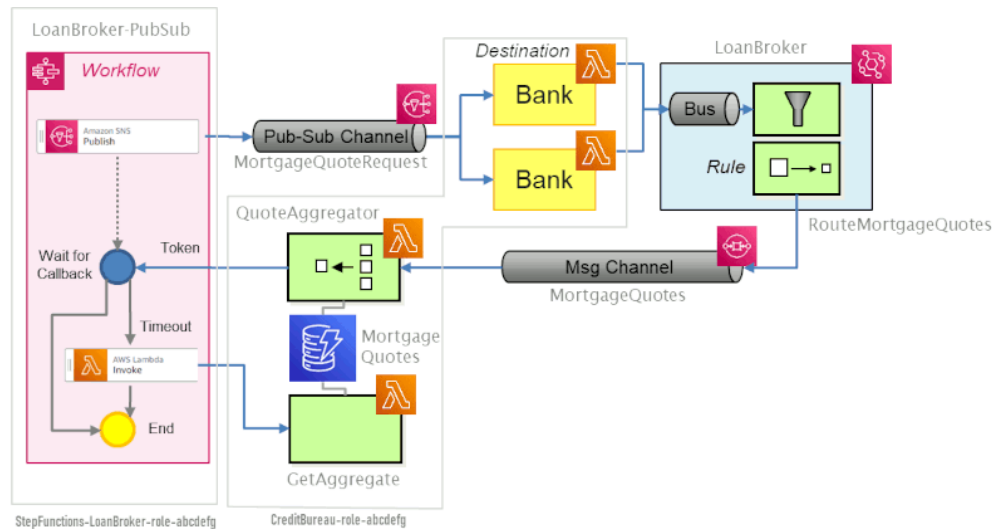 LoanBroker-PubSub
Workflow
Amazon SNS
Publish
Wait for
Callback
Token
Timeout
AWS Lambda
Invoke
End
StepFunctions-LoanBroker-role-abcdefg
Pub-Sub Channel
MortgageQuoteRequest
Destination
Bank
Bank
LoanBroker
Bus
Rule
RouteMortgageQuotes
Msg Channel
MortgageQuotes
QuoteAggregator
Mortgage
Quotes
GetAggregate
CreditBureau-role-abcdefg